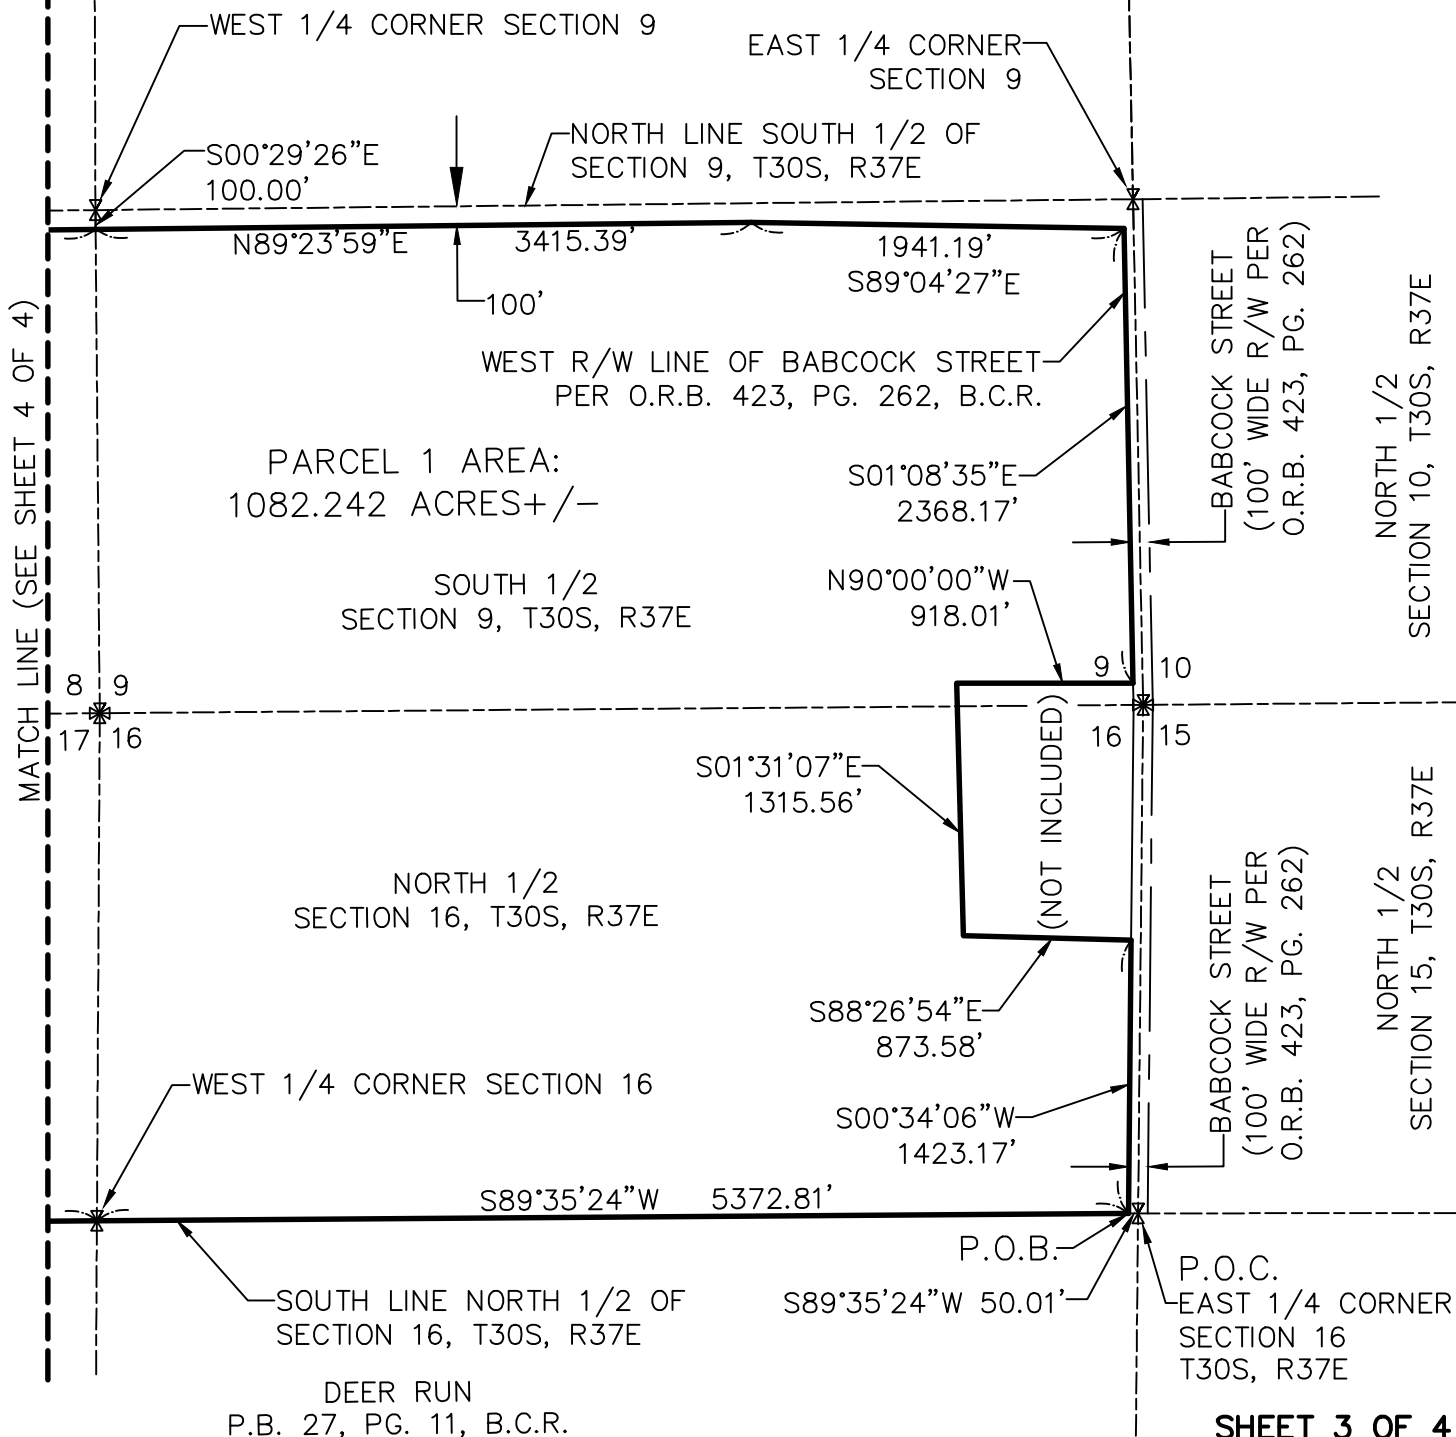 WEST 1/4 CORNER SECTION 9
EAST 1/4 CORNER
SECTION 9
NORTH LINE SOUTH 1/2 OF
SECTION 9, T30S, R37E
S00°29'26"E
100.00'
N89°23'59"E
3415.39'
1941.19'
S89°04'27"E
100'
WEST R/W LINE OF BABCOCK STREET
PER O.R.B. 423, PG. 262, B.C.R.
BABCOCK STREET
(100' WIDE R/W PER
O.R.B. 423, PG. 262)
NORTH 1/2
SECTION 10, T30S, R37E
MATCH LINE (SEE SHEET 4 OF 4)
PARCEL 1 AREA:
1082.242 ACRES+/-
S01°08'35"E
2368.17'
SOUTH 1/2
SECTION 9, T30S, R37E
N90°00'00"W
918.01'
8 9
17 16
9 10
16 15
(NOT INCLUDED)
S01°31'07"E
1315.56'
NORTH 1/2
SECTION 16, T30S, R37E
S88°26'54"E
873.58'
BABCOCK STREET
(100' WIDE R/W PER
O.R.B. 423, PG. 262)
NORTH 1/2
SECTION 15, T30S, R37E
WEST 1/4 CORNER SECTION 16
S00°34'06"W
1423.17'
S89°35'24"W 5372.81'
P.O.B.
S89°35'24"W 50.01'
P.O.C.
EAST 1/4 CORNER
SECTION 16
T30S, R37E
SOUTH LINE NORTH 1/2 OF
SECTION 16, T30S, R37E
DEER RUN
P.B. 27, PG. 11, B.C.R.
SHEET 3 OF 4